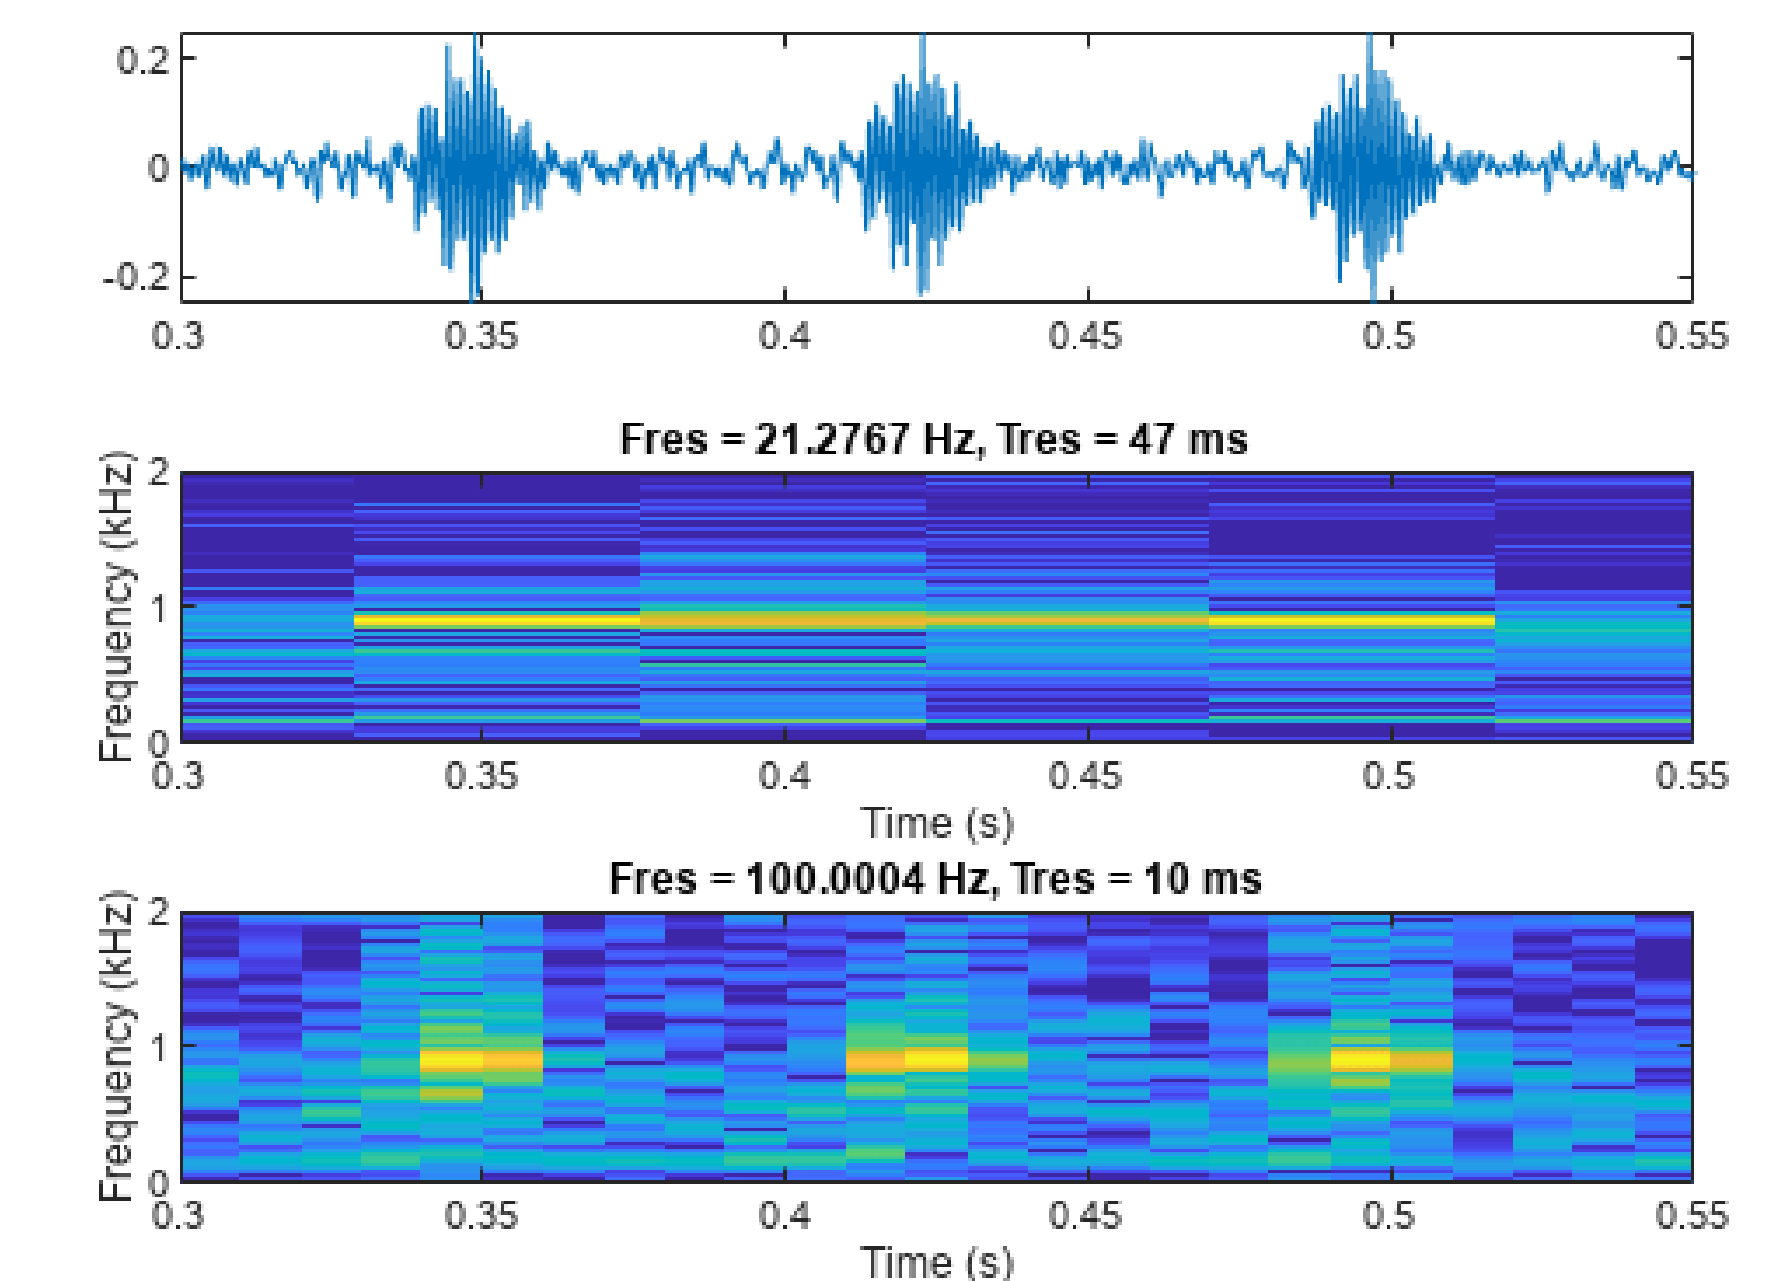 0.2
0
-0.2
0.3 0.35 0.4 0.45 0.5 0.55
Fres = 21.2767 Hz, Tres = 47 ms
Frequency (kHz)
2
1
0
0.3 0.35 0.4 0.45 0.5 0.55
Time (s)
Fres = 100.0004 Hz, Tres = 10 ms
Frequency (kHz)
2
1
0
0.3 0.35 0.4 0.45 0.5 0.55
Time (s)